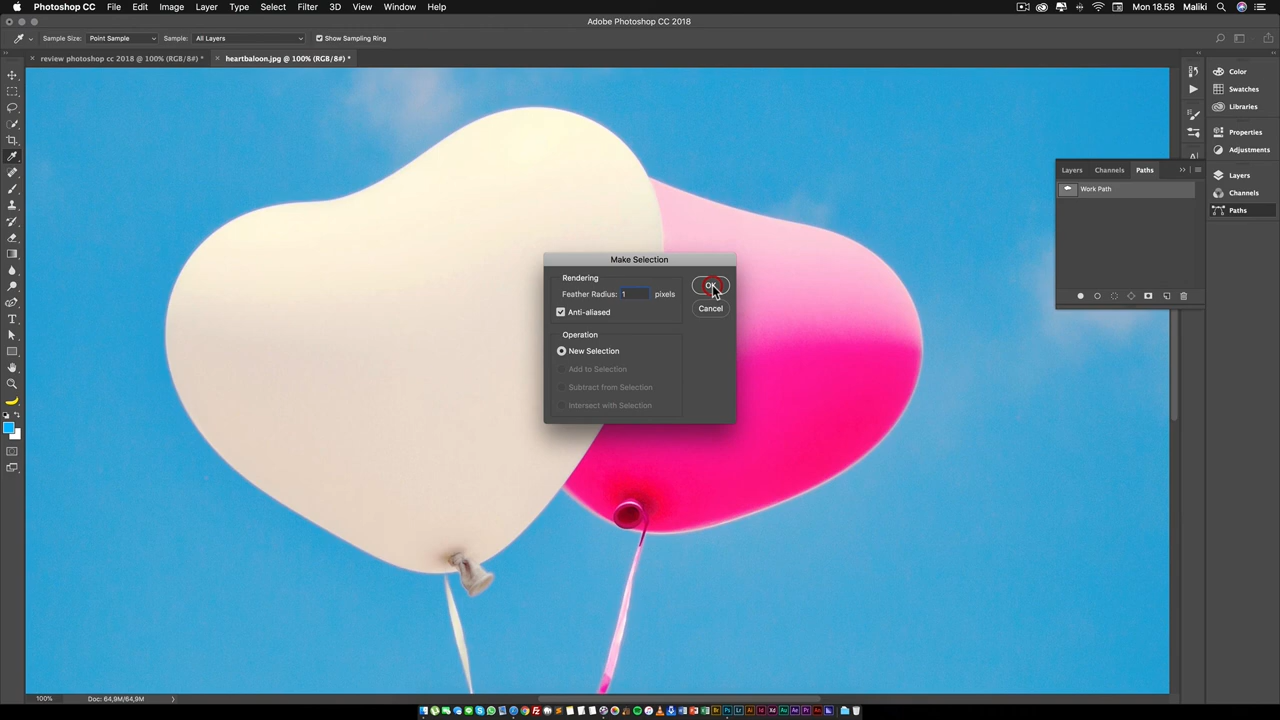 Photoshop CC File Edit Image Layer Type Select Filter 3D View Window Help Mon 18.58 Maliki
Adobe Photoshop CC 2018
Sample Size: Point Sample Sample: All Layers Show Sampling Ring
review photoshop cc 2018 @ 100% (RGB/8#) * heartbaloon.jpg @ 100% (RGB/8#) *
Color
Swatches
Libraries
Properties
Adjustments
Layers
Channels
Paths
Layers Channels Paths
Work Path
Make Selection
Rendering
Feather Radius: 1 pixels
Anti-aliased
OK
Cancel
Operation
New Selection
Add to Selection
Subtract from Selection
Intersect with Selection
100% Doc: 64,9M/64,9M